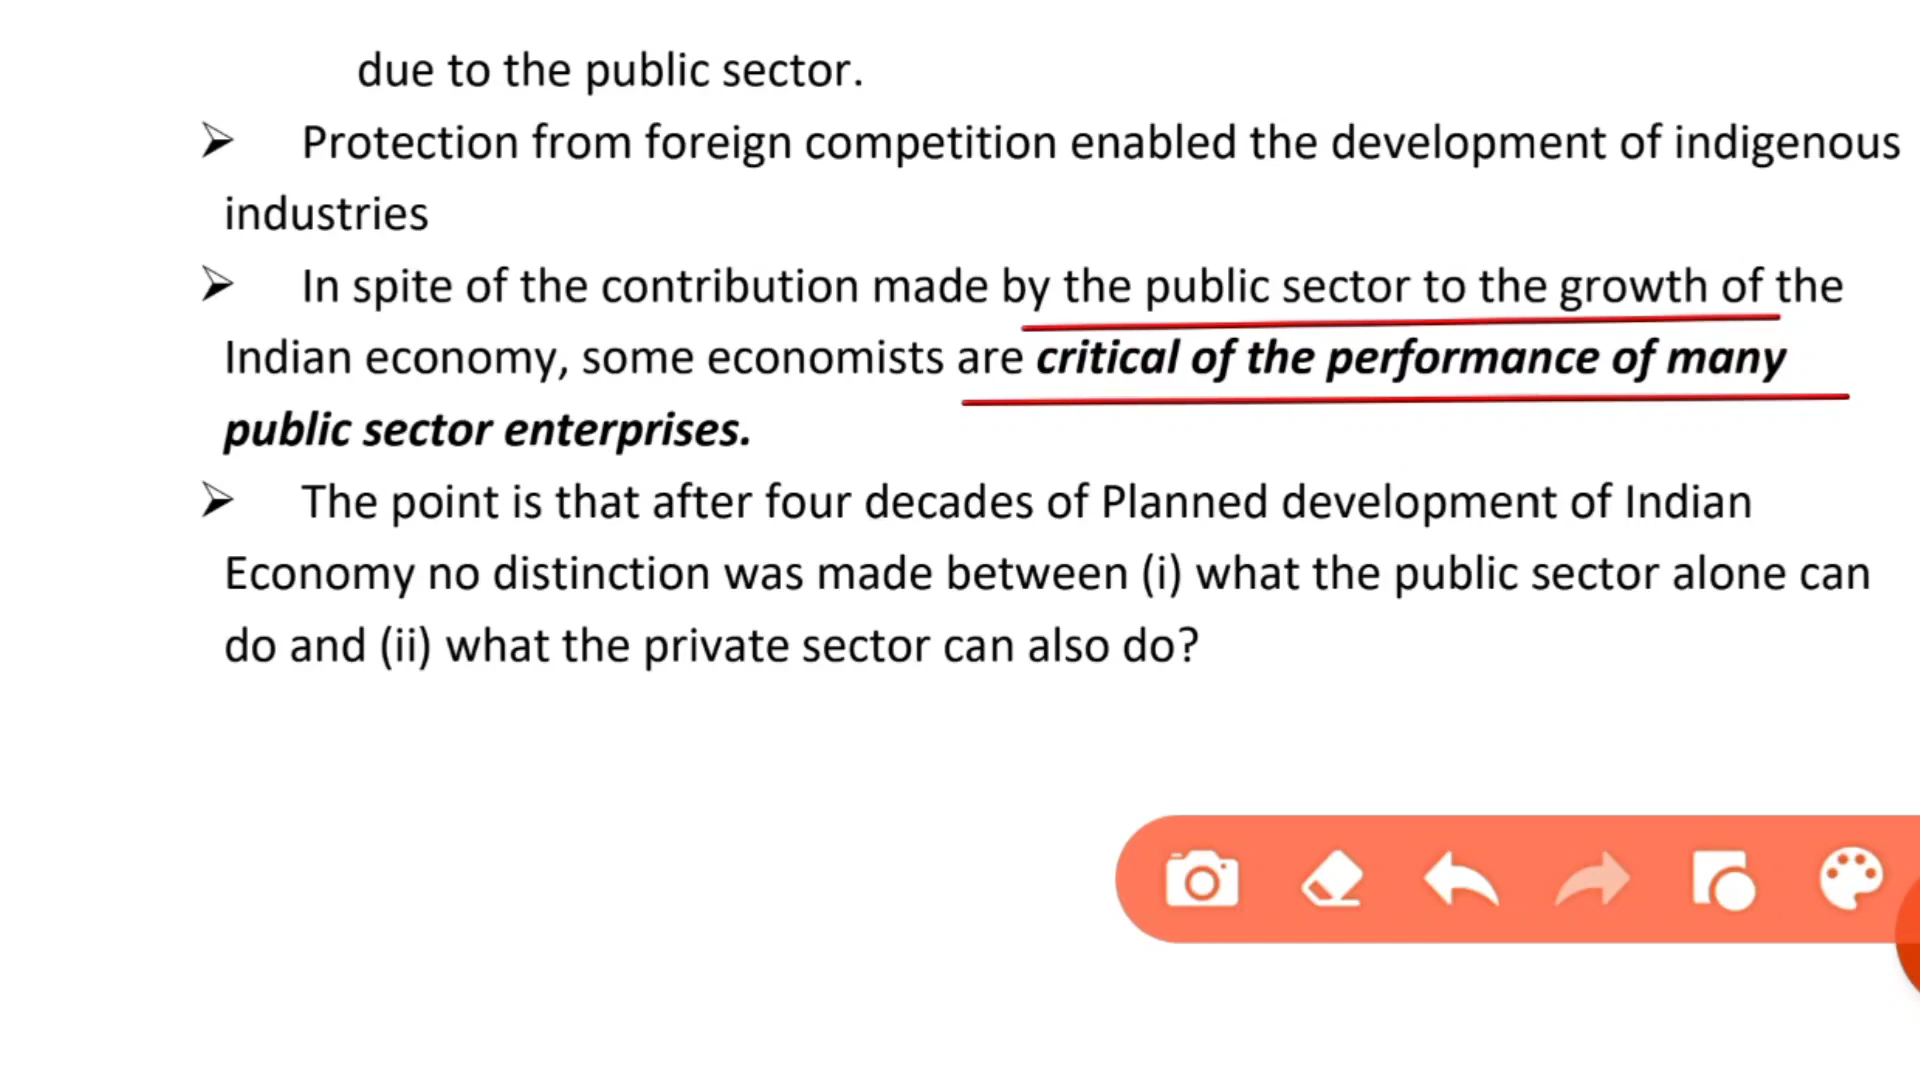 due to the public sector.
➢ Protection from foreign competition enabled the development of indigenous
industries
➢ In spite of the contribution made by the public sector to the growth of the
Indian economy, some economists are critical of the performance of many
public sector enterprises.
➢ The point is that after four decades of Planned development of Indian
Economy no distinction was made between (i) what the public sector alone can
do and (ii) what the private sector can also do?